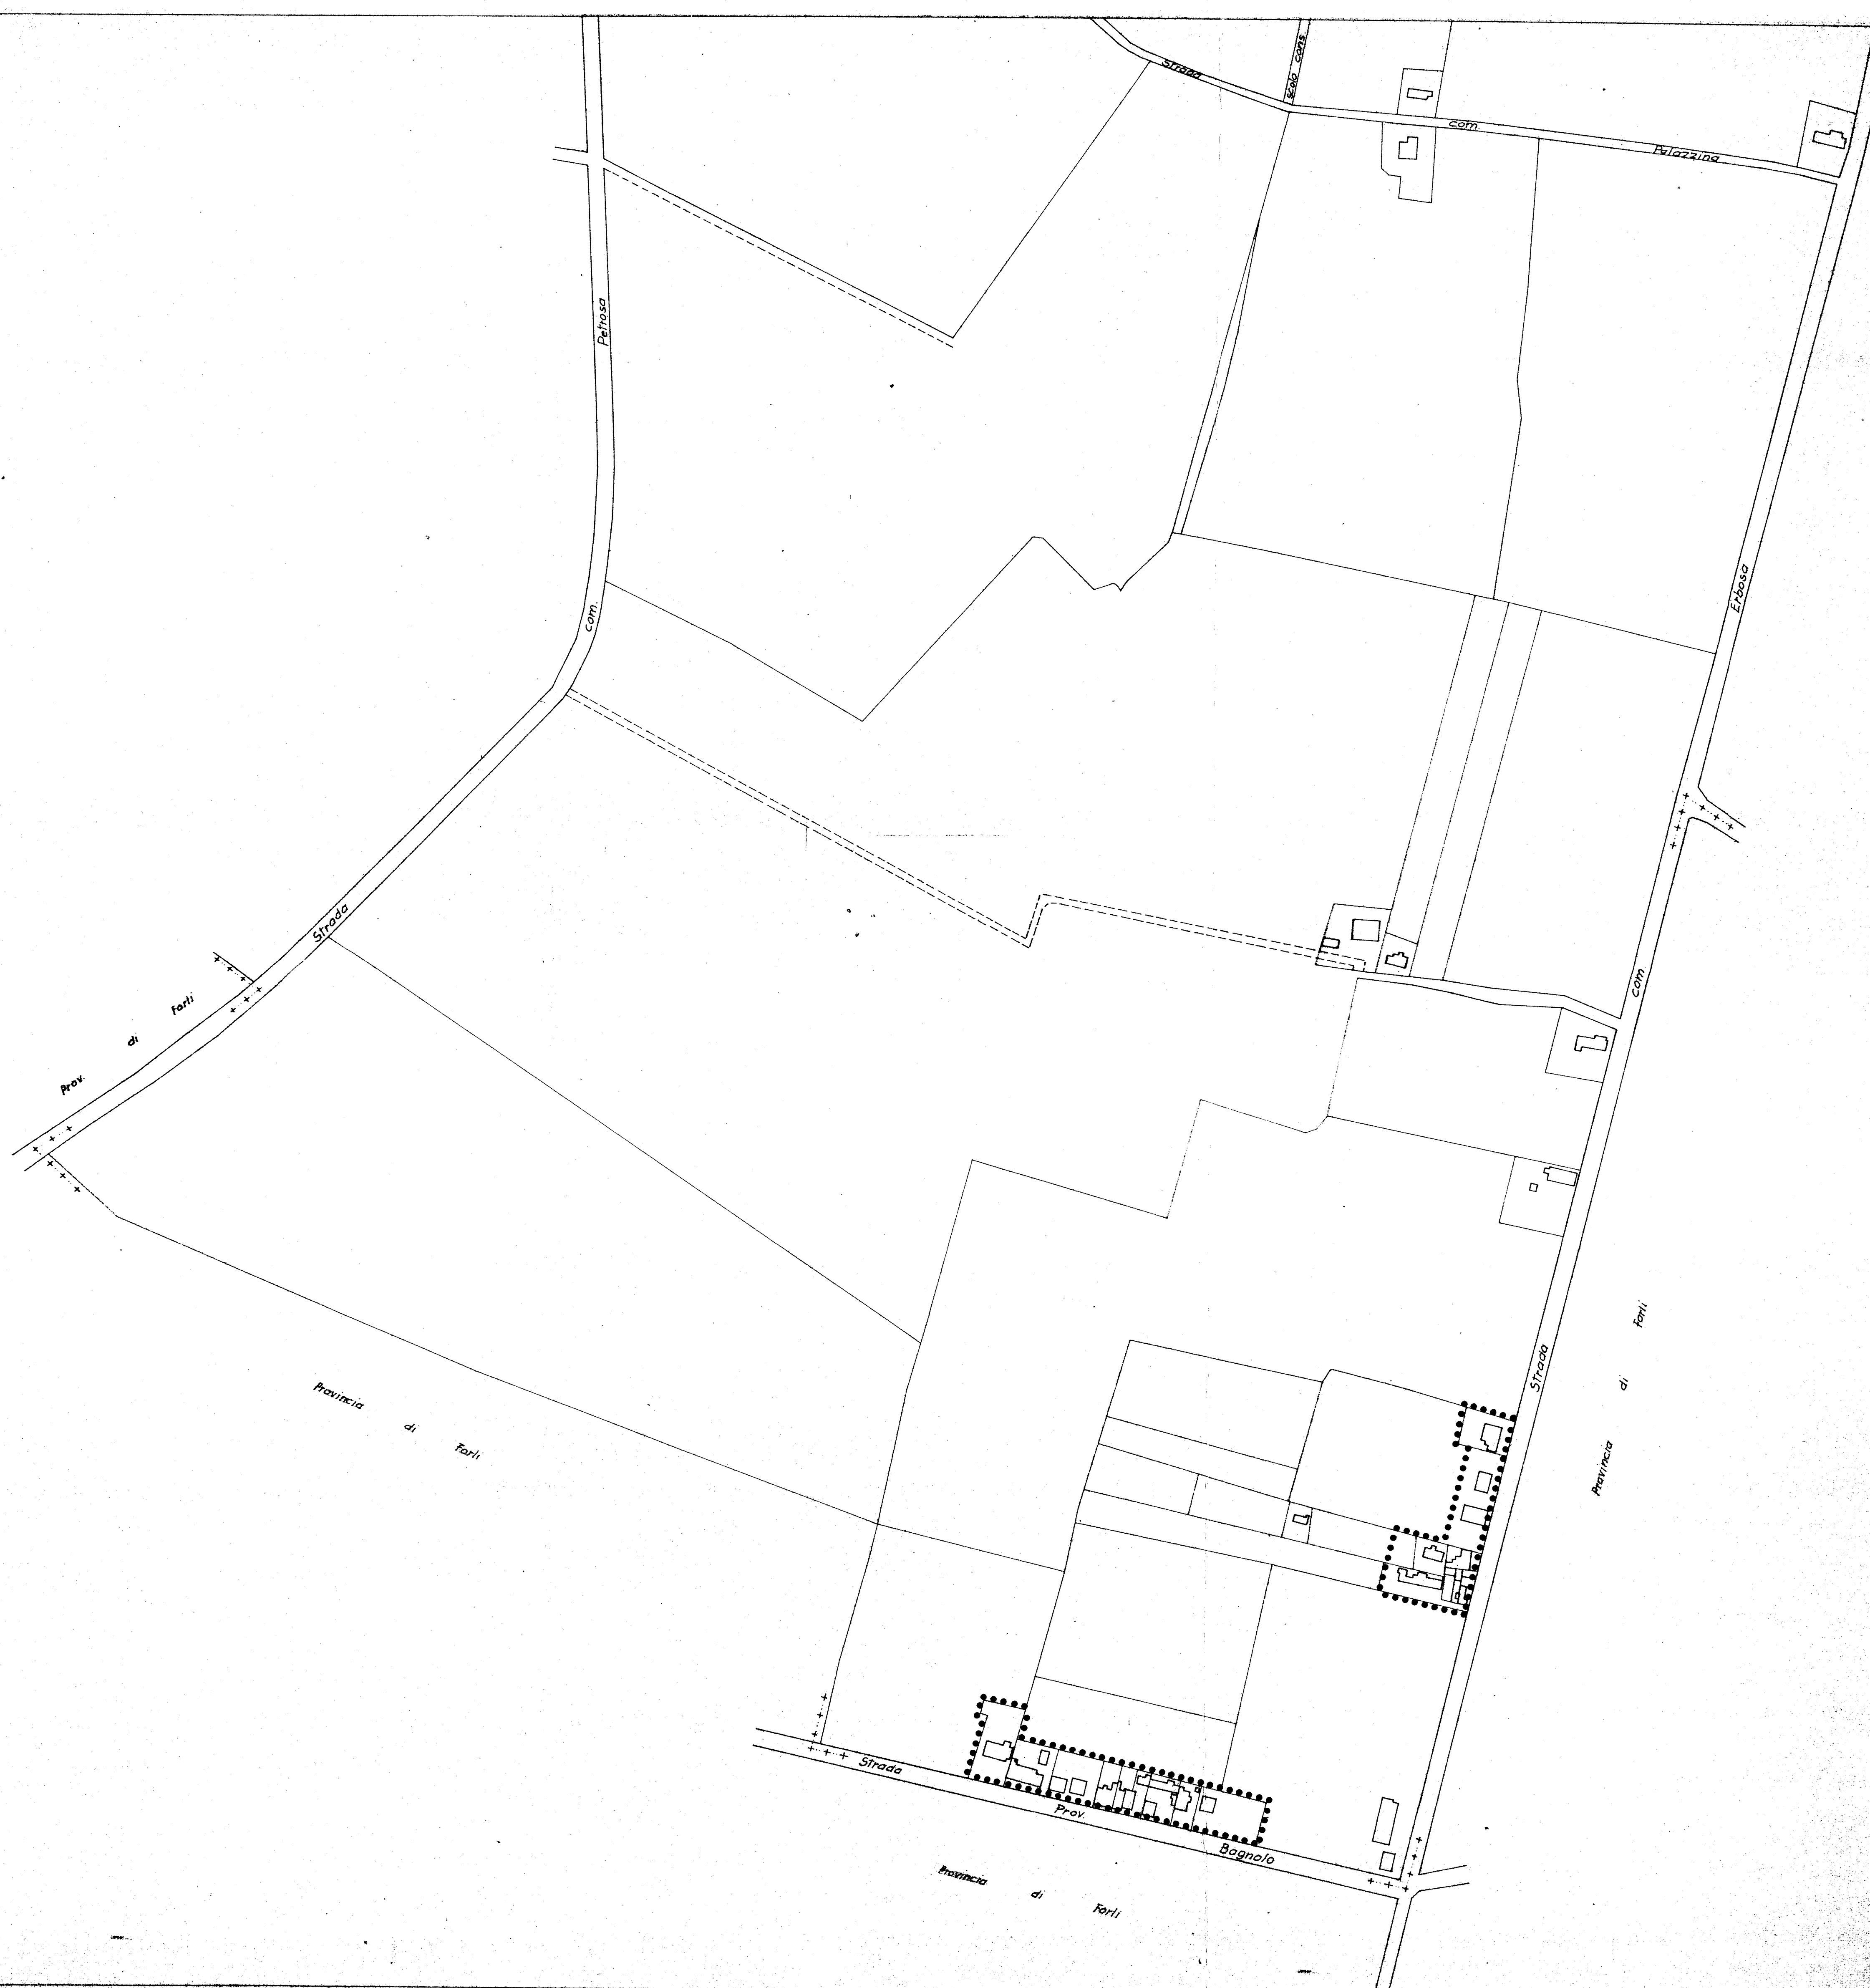 Strada com. Palazzina
scolo cons.
Strada com. Petrosa
Strada com. Erbosa
Prov. di Forlì
Provincia di Forlì
Provincia di Forlì
Strada Prov. Bagnolo
Provincia di Forlì